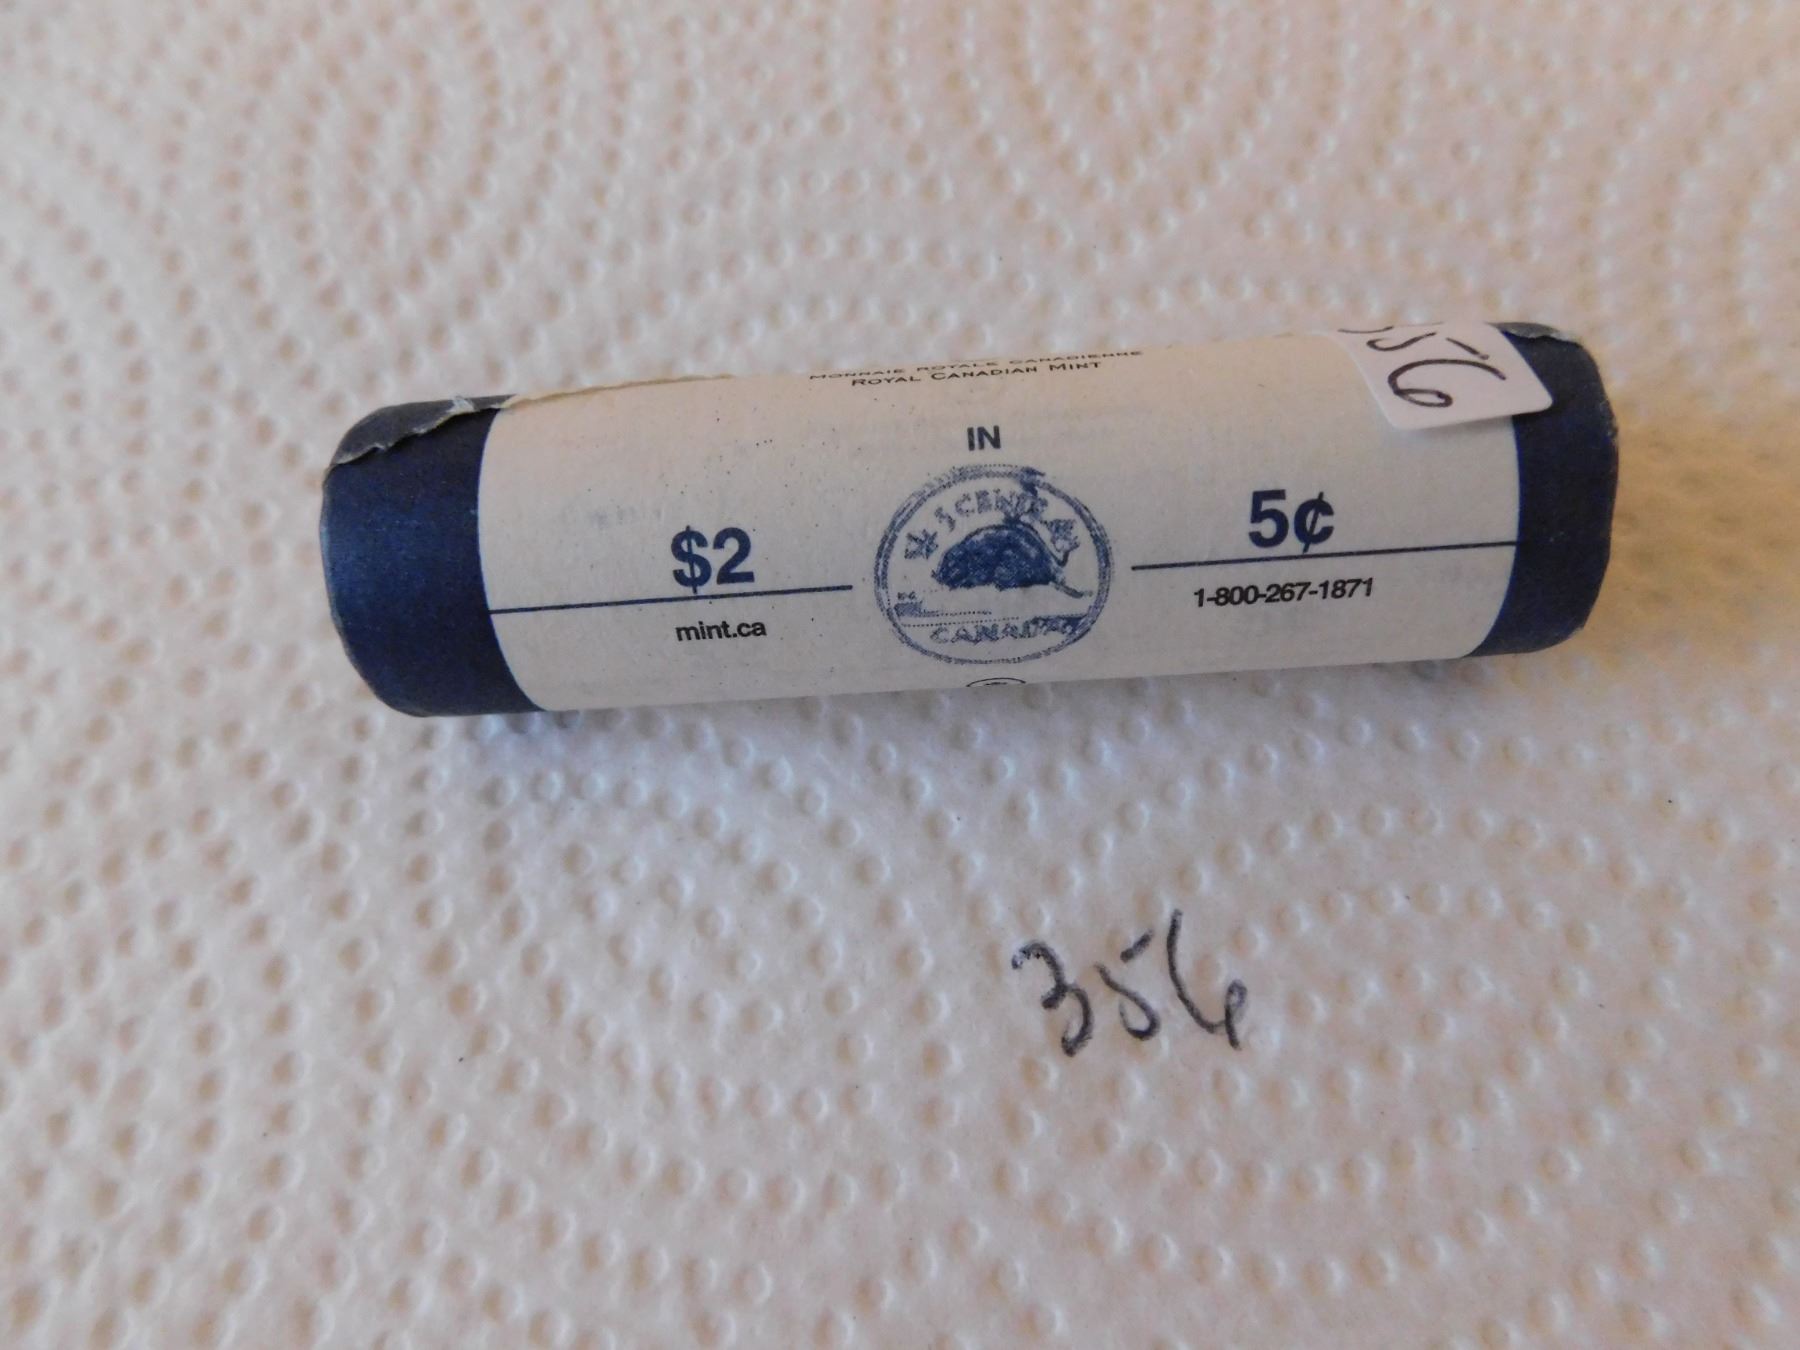 MONNAIE ROYALE CANADIENNE
ROYAL CANADIAN MINT
IN
$2
5 CENTS
5¢
CANADA
mint.ca
1-800-267-1871
356
356